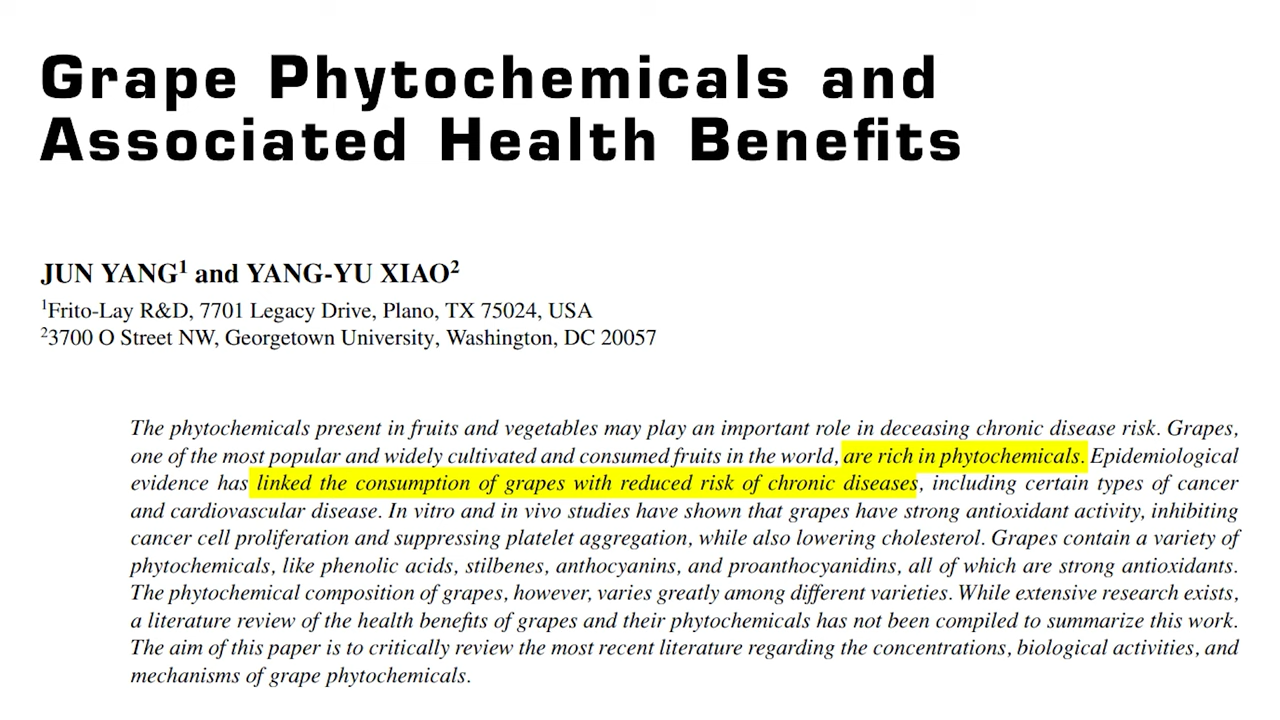 Grape Phytochemicals and
Associated Health Benefits
JUN YANG¹ and YANG-YU XIAO²
¹Frito-Lay R&D, 7701 Legacy Drive, Plano, TX 75024, USA
²3700 O Street NW, Georgetown University, Washington, DC 20057
The phytochemicals present in fruits and vegetables may play an important role in deceasing chronic disease risk. Grapes,
one of the most popular and widely cultivated and consumed fruits in the world, are rich in phytochemicals. Epidemiological
evidence has linked the consumption of grapes with reduced risk of chronic diseases, including certain types of cancer
and cardiovascular disease. In vitro and in vivo studies have shown that grapes have strong antioxidant activity, inhibiting
cancer cell proliferation and suppressing platelet aggregation, while also lowering cholesterol. Grapes contain a variety of
phytochemicals, like phenolic acids, stilbenes, anthocyanins, and proanthocyanidins, all of which are strong antioxidants.
The phytochemical composition of grapes, however, varies greatly among different varieties. While extensive research exists,
a literature review of the health benefits of grapes and their phytochemicals has not been compiled to summarize this work.
The aim of this paper is to critically review the most recent literature regarding the concentrations, biological activities, and
mechanisms of grape phytochemicals.